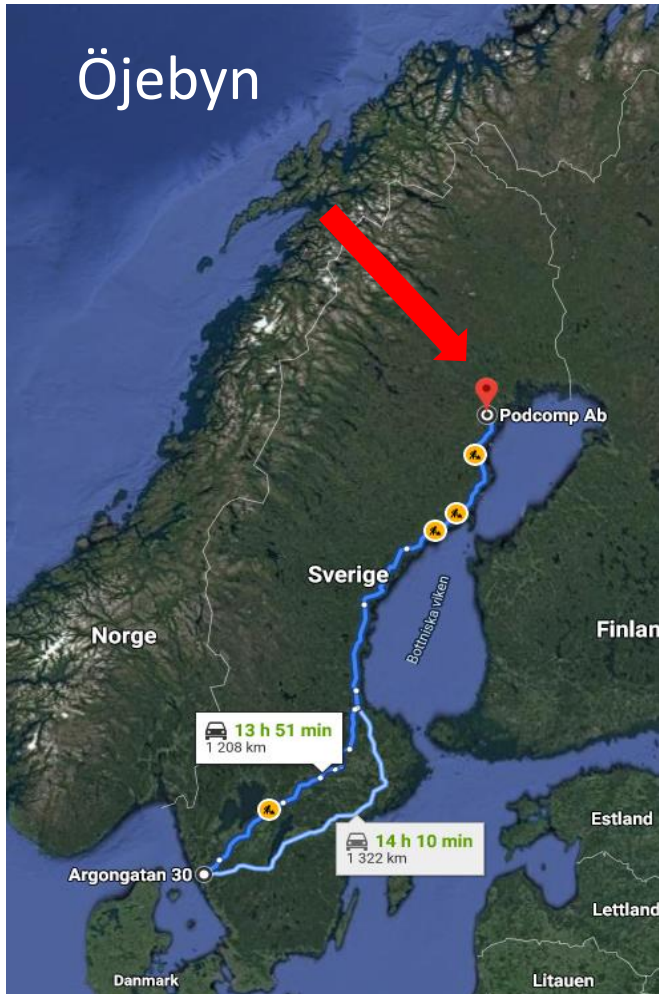 Öjebyn
Podcomp Ab
Sverige
Bottniska viken
Norge
Finlan
13 h 51 min
1 208 km
Estland
14 h 10 min
1 322 km
Argongatan 30
Lettland
Danmark
Litauen